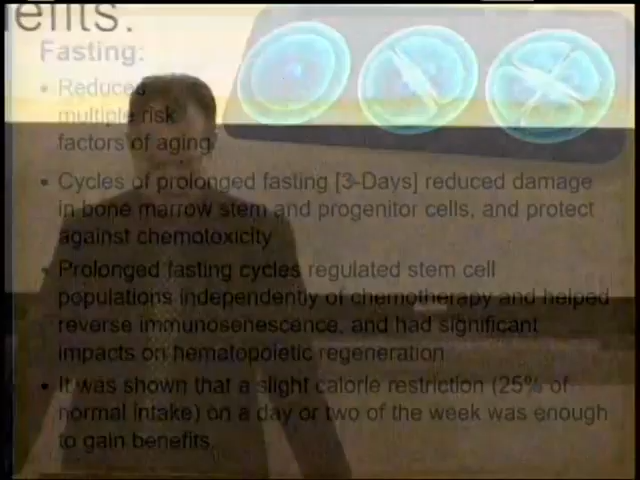 efits.
Fasting:
• Reduces
multiple risk
factors of aging
• Cycles of prolonged fasting [3-Days] reduced damage
in bone marrow stem and progenitor cells, and protect
against chemotoxicity
• Prolonged fasting cycles regulated stem cell
populations independently of chemotherapy and helped
reverse immunosenescence, and had significant
impacts on hematopoietic regeneration
• It was shown that a slight calorie restriction (25% of
normal intake) on a day or two of the week was enough
to gain benefits.